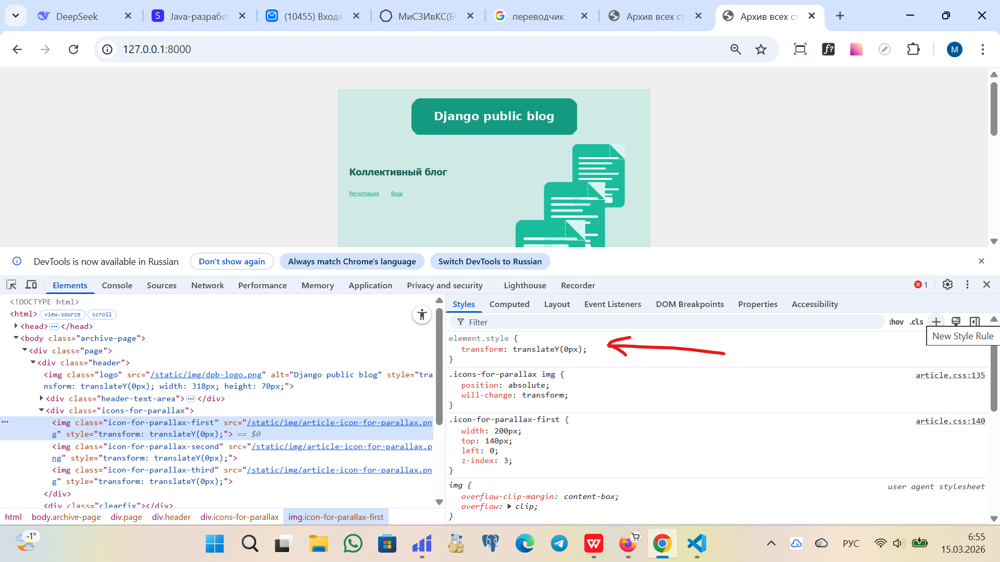 DeepSeek
Java-разработ
(10455) Входя
МиСЗИвКС(БС
переводчик -
Архив всех ст
Архив всех ст
127.0.0.1:8000
f?
M
Django public blog
Коллективный блог
Регистрация Вход
DevTools is now available in Russian
Don't show again
Always match Chrome's language
Switch DevTools to Russian
Elements Console Sources Network Performance Memory Application Privacy and security Lighthouse Recorder
1
<!DOCTYPE html>
<html> view-source scroll
<head> … </head>
<body class="archive-page">
<div class="page">
<div class="header">
<img class="logo" src="/static/img/dpb-logo.png" alt="Django public blog" style="tra
nsform: translateY(0px); width: 318px; height: 70px;">
<div class="header-text-area"> … </div>
<div class="icons-for-parallax">
<img class="icon-for-parallax-first" src="/static/img/article-icon-for-parallax.pn
g" style="transform: translateY(0px);"> == $0
<img class="icon-for-parallax-second" src="/static/img/article-icon-for-parallax.p
ng" style="transform: translateY(0px);">
<img class="icon-for-parallax-third" src="/static/img/article-icon-for-parallax.pn
g" style="transform: translateY(0px);">
</div>
<div class="clearfix"></div>
html body.archive-page div.page div.header div.icons-for-parallax img.icon-for-parallax-first
Styles Computed Layout Event Listeners DOM Breakpoints Properties Accessibility
Filter
:hov .cls
New Style Rule
element.style {
transform: translateY(0px);
}
.icons-for-parallax img {
article.css:135
position: absolute;
will-change: transform;
}
.icon-for-parallax-first {
article.css:140
width: 200px;
top: 140px;
left: 0;
z-index: 3;
}
img {
user agent stylesheet
overflow-clip-margin: content-box;
overflow: clip;
}
-1°
РУС
6:55
15.03.2026